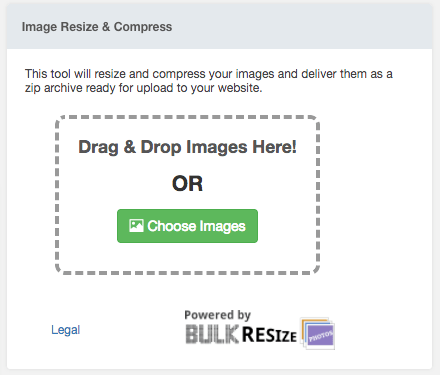 Image Resize & Compress
This tool will resize and compress your images and deliver them as a
zip archive ready for upload to your website.
Drag & Drop Images Here!
OR
Choose Images
Legal
Powered by
BULK RESIZE PHOTOS